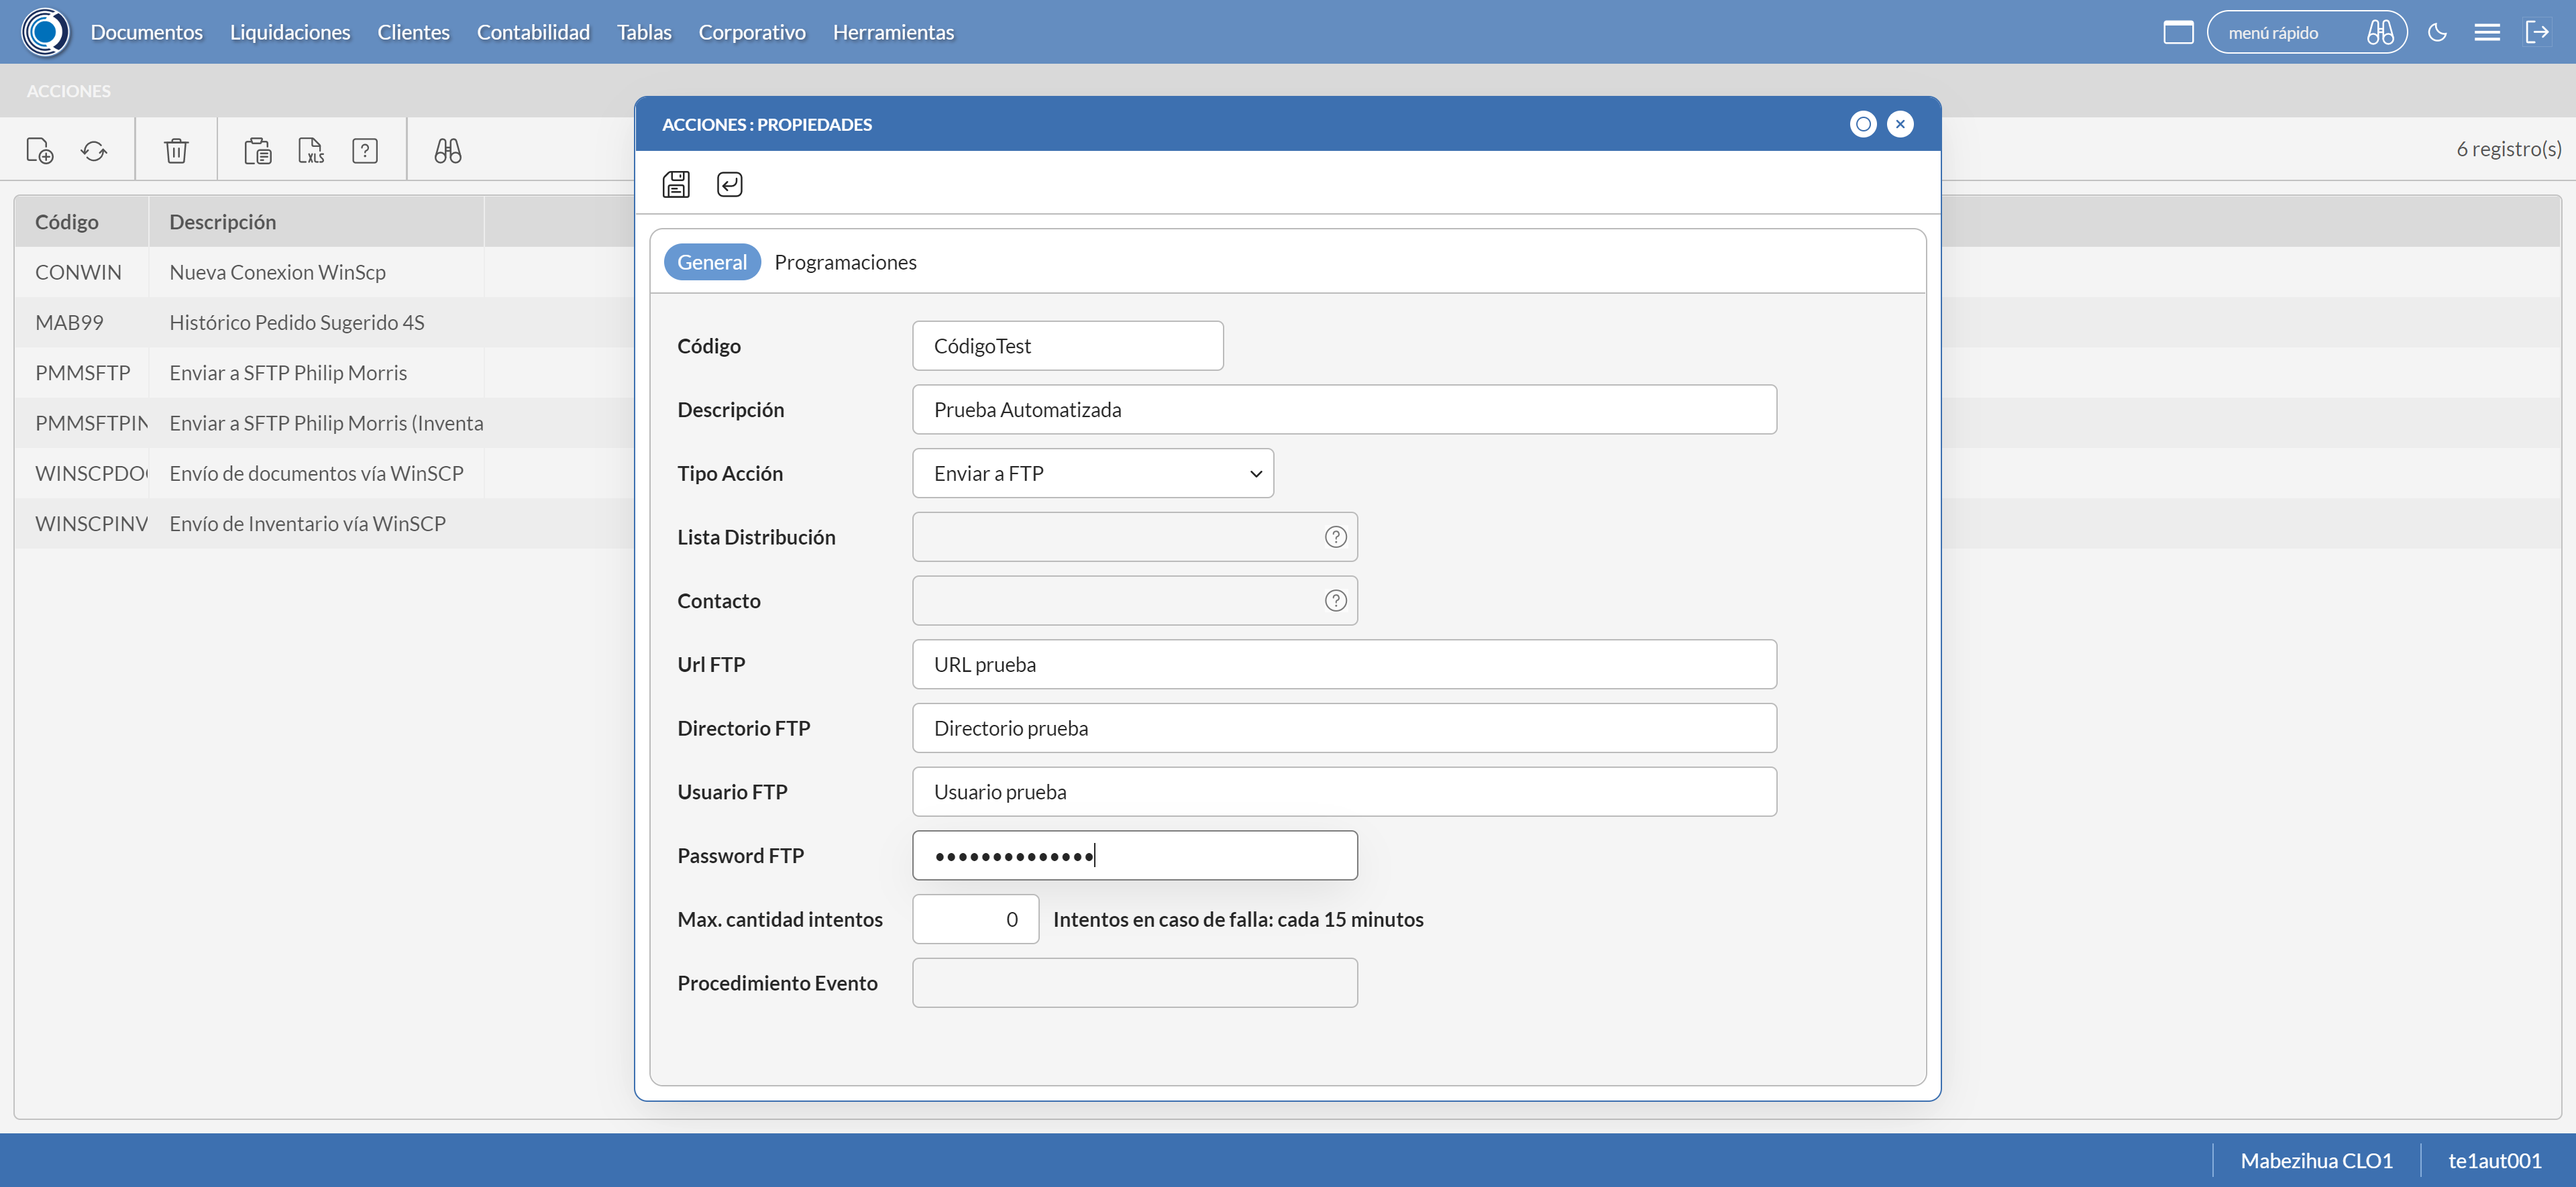 Documentos Liquidaciones Clientes Contabilidad Tablas Corporativo Herramientas menú rápido
ACCIONES
XLS ? 6 registro(s)
Código Descripción
CONWIN Nueva Conexion WinScp
MAB99 Histórico Pedido Sugerido 4S
PMMSFTP Enviar a SFTP Philip Morris
PMMSFTPIN Enviar a SFTP Philip Morris (Inventa
WINSCPDO Envío de documentos vía WinSCP
WINSCPINV Envío de Inventario vía WinSCP
ACCIONES : PROPIEDADES
General Programaciones
Código CódigoTest
Descripción Prueba Automatizada
Tipo Acción Enviar a FTP
Lista Distribución ?
Contacto ?
Url FTP URL prueba
Directorio FTP Directorio prueba
Usuario FTP Usuario prueba
Password FTP ••••••••••••••
Max. cantidad intentos 0 Intentos en caso de falla: cada 15 minutos
Procedimiento Evento
Mabezihua CLO1 te1aut001